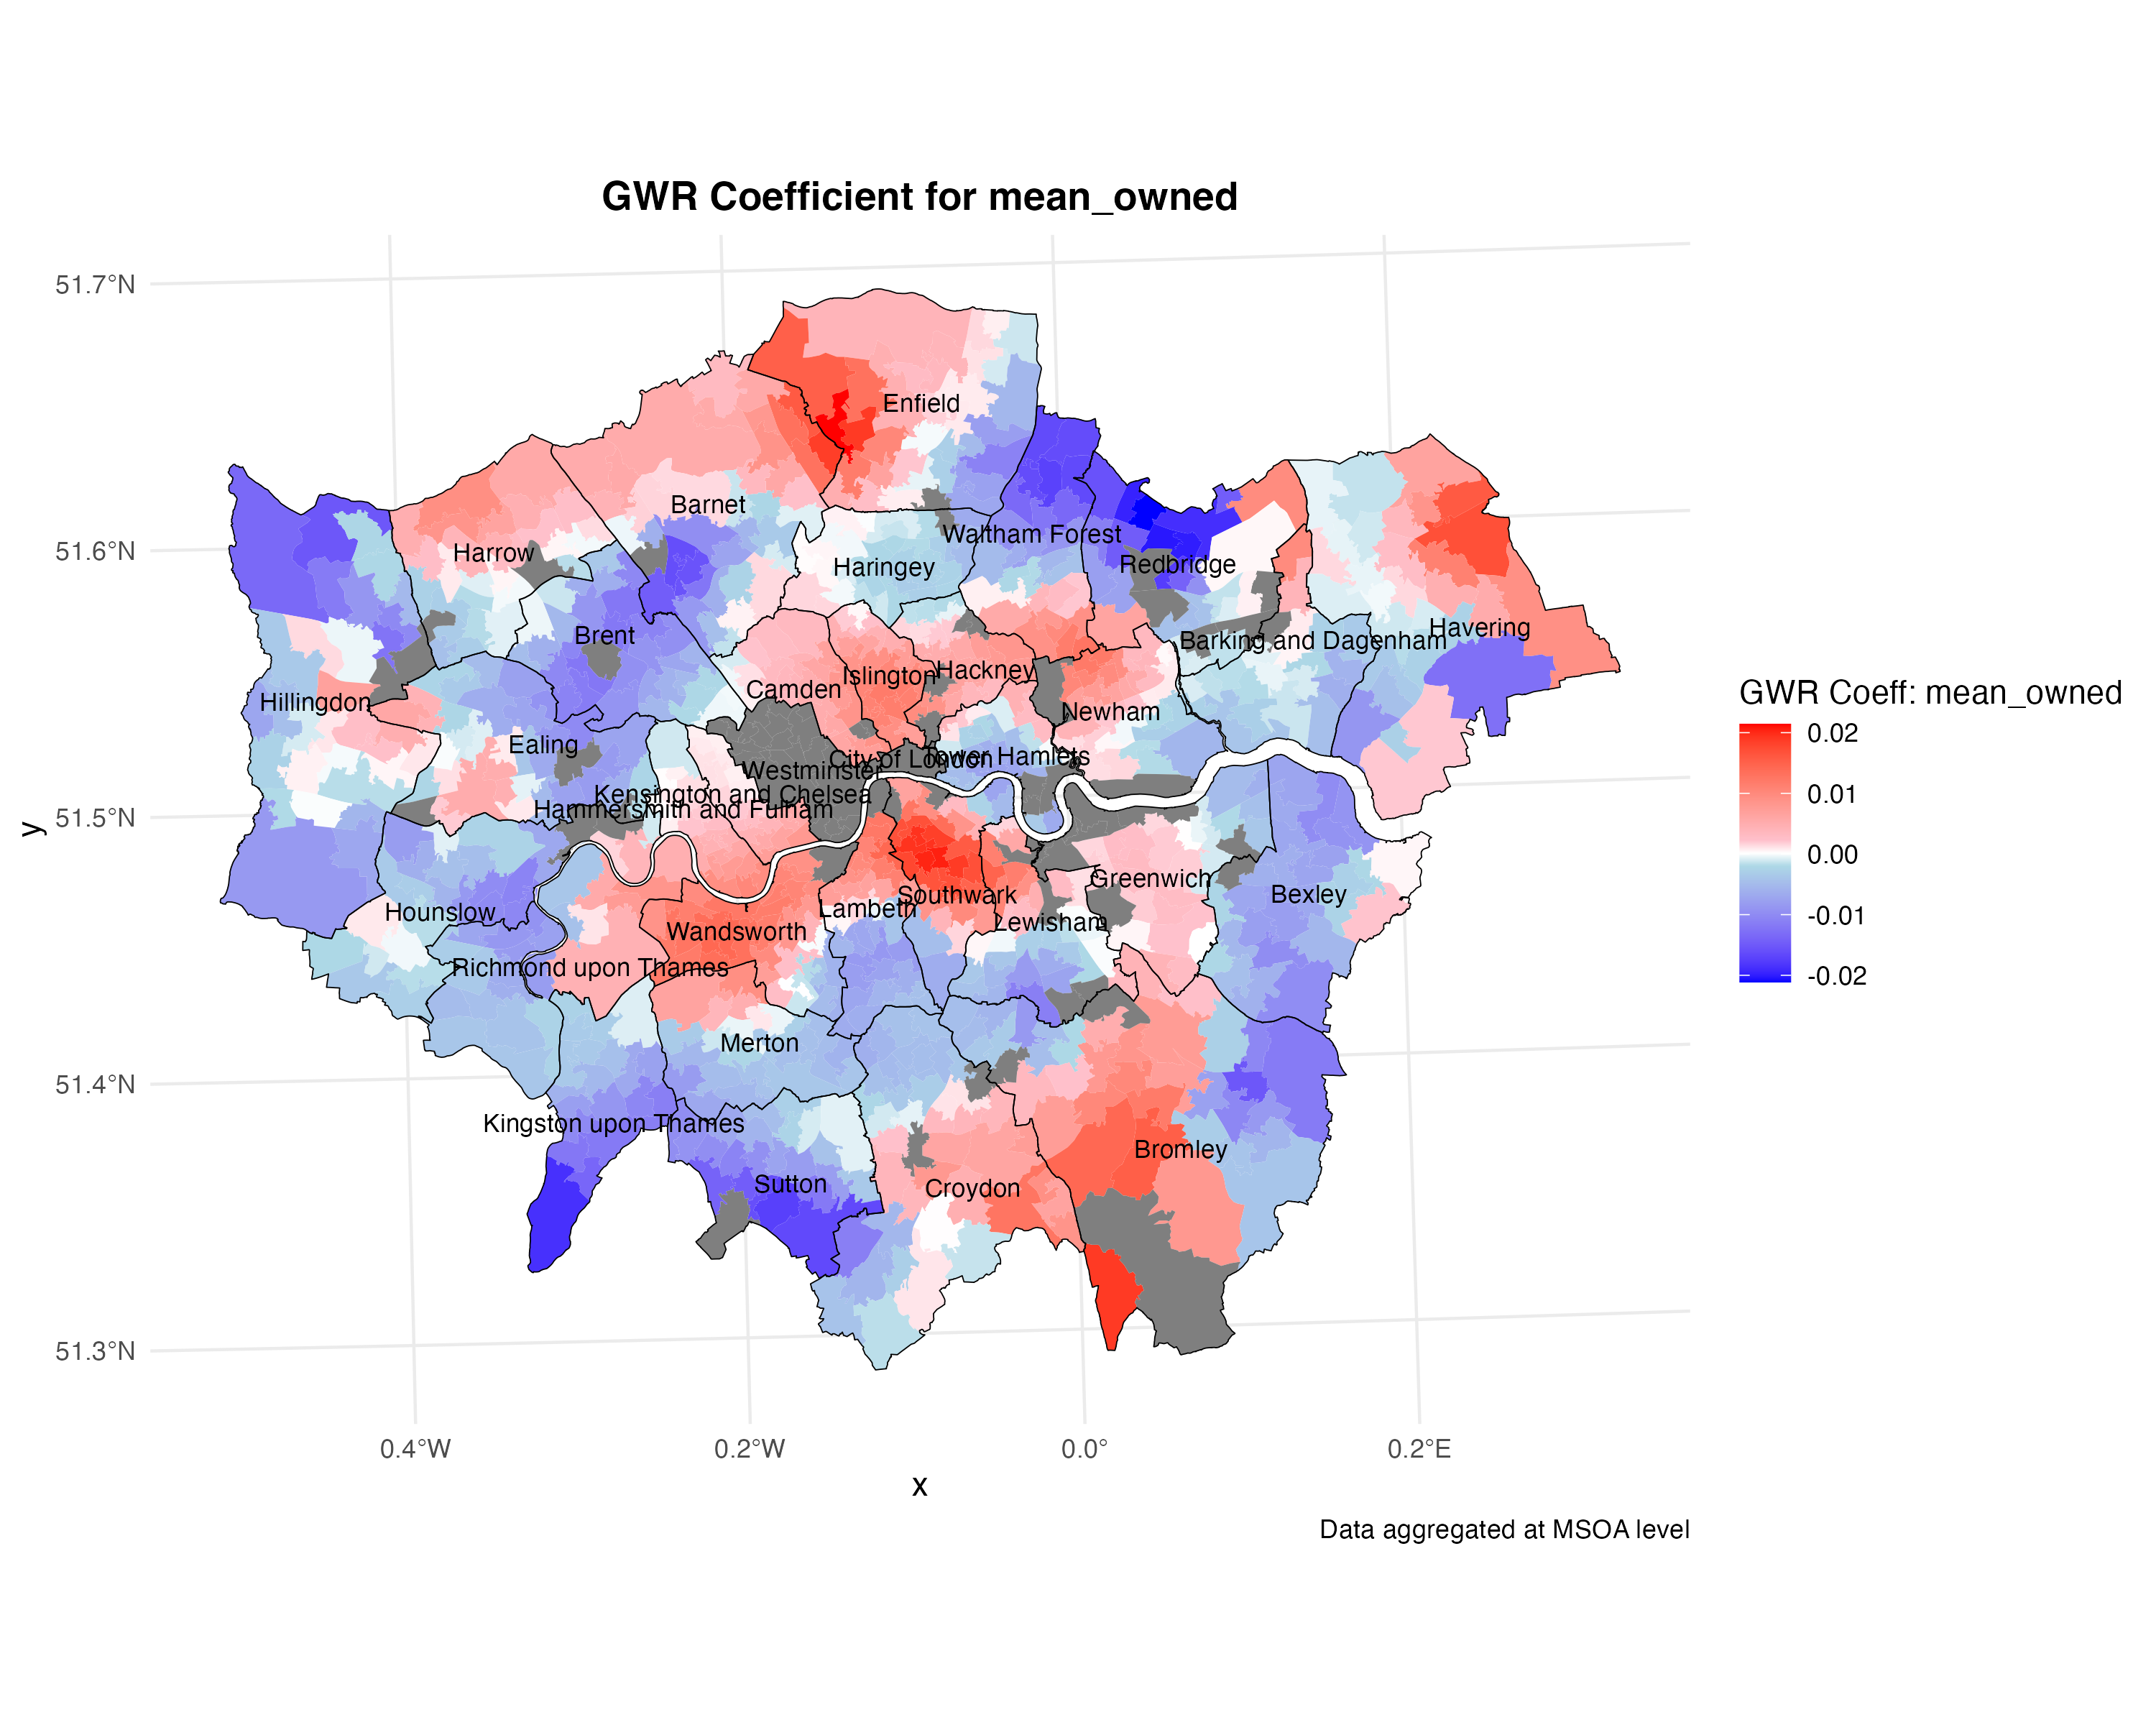 GWR Coefficient for mean_owned
51.7°N
51.6°N
51.5°N
51.4°N
51.3°N
y
Enfield
Barnet
Harrow
Haringey
Waltham Forest
Redbridge
Brent
Barking and Dagenham
Havering
Hillingdon
Camden
Islington
Hackney
Newham
Ealing
Westminster
City of London
Tower Hamlets
Kensington and Chelsea
Hammersmith and Fulham
Hounslow
Richmond upon Thames
Wandsworth
Lambeth
Southwark
Lewisham
Greenwich
Bexley
Merton
Kingston upon Thames
Sutton
Croydon
Bromley
0.4°W
0.2°W
0.0°
0.2°E
x
GWR Coeff: mean_owned
0.02
0.01
0.00
-0.01
-0.02
Data aggregated at MSOA level